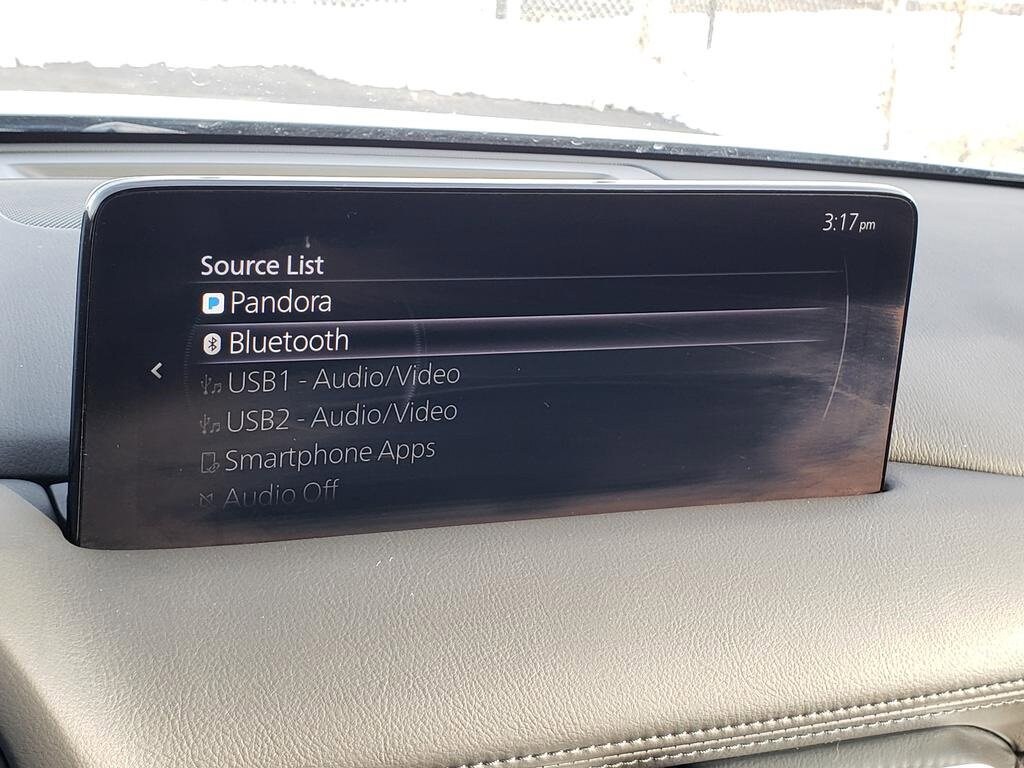 3:17pm
Source List
Pandora
Bluetooth
USB1 - Audio/Video
USB2 - Audio/Video
Smartphone Apps
Audio Off